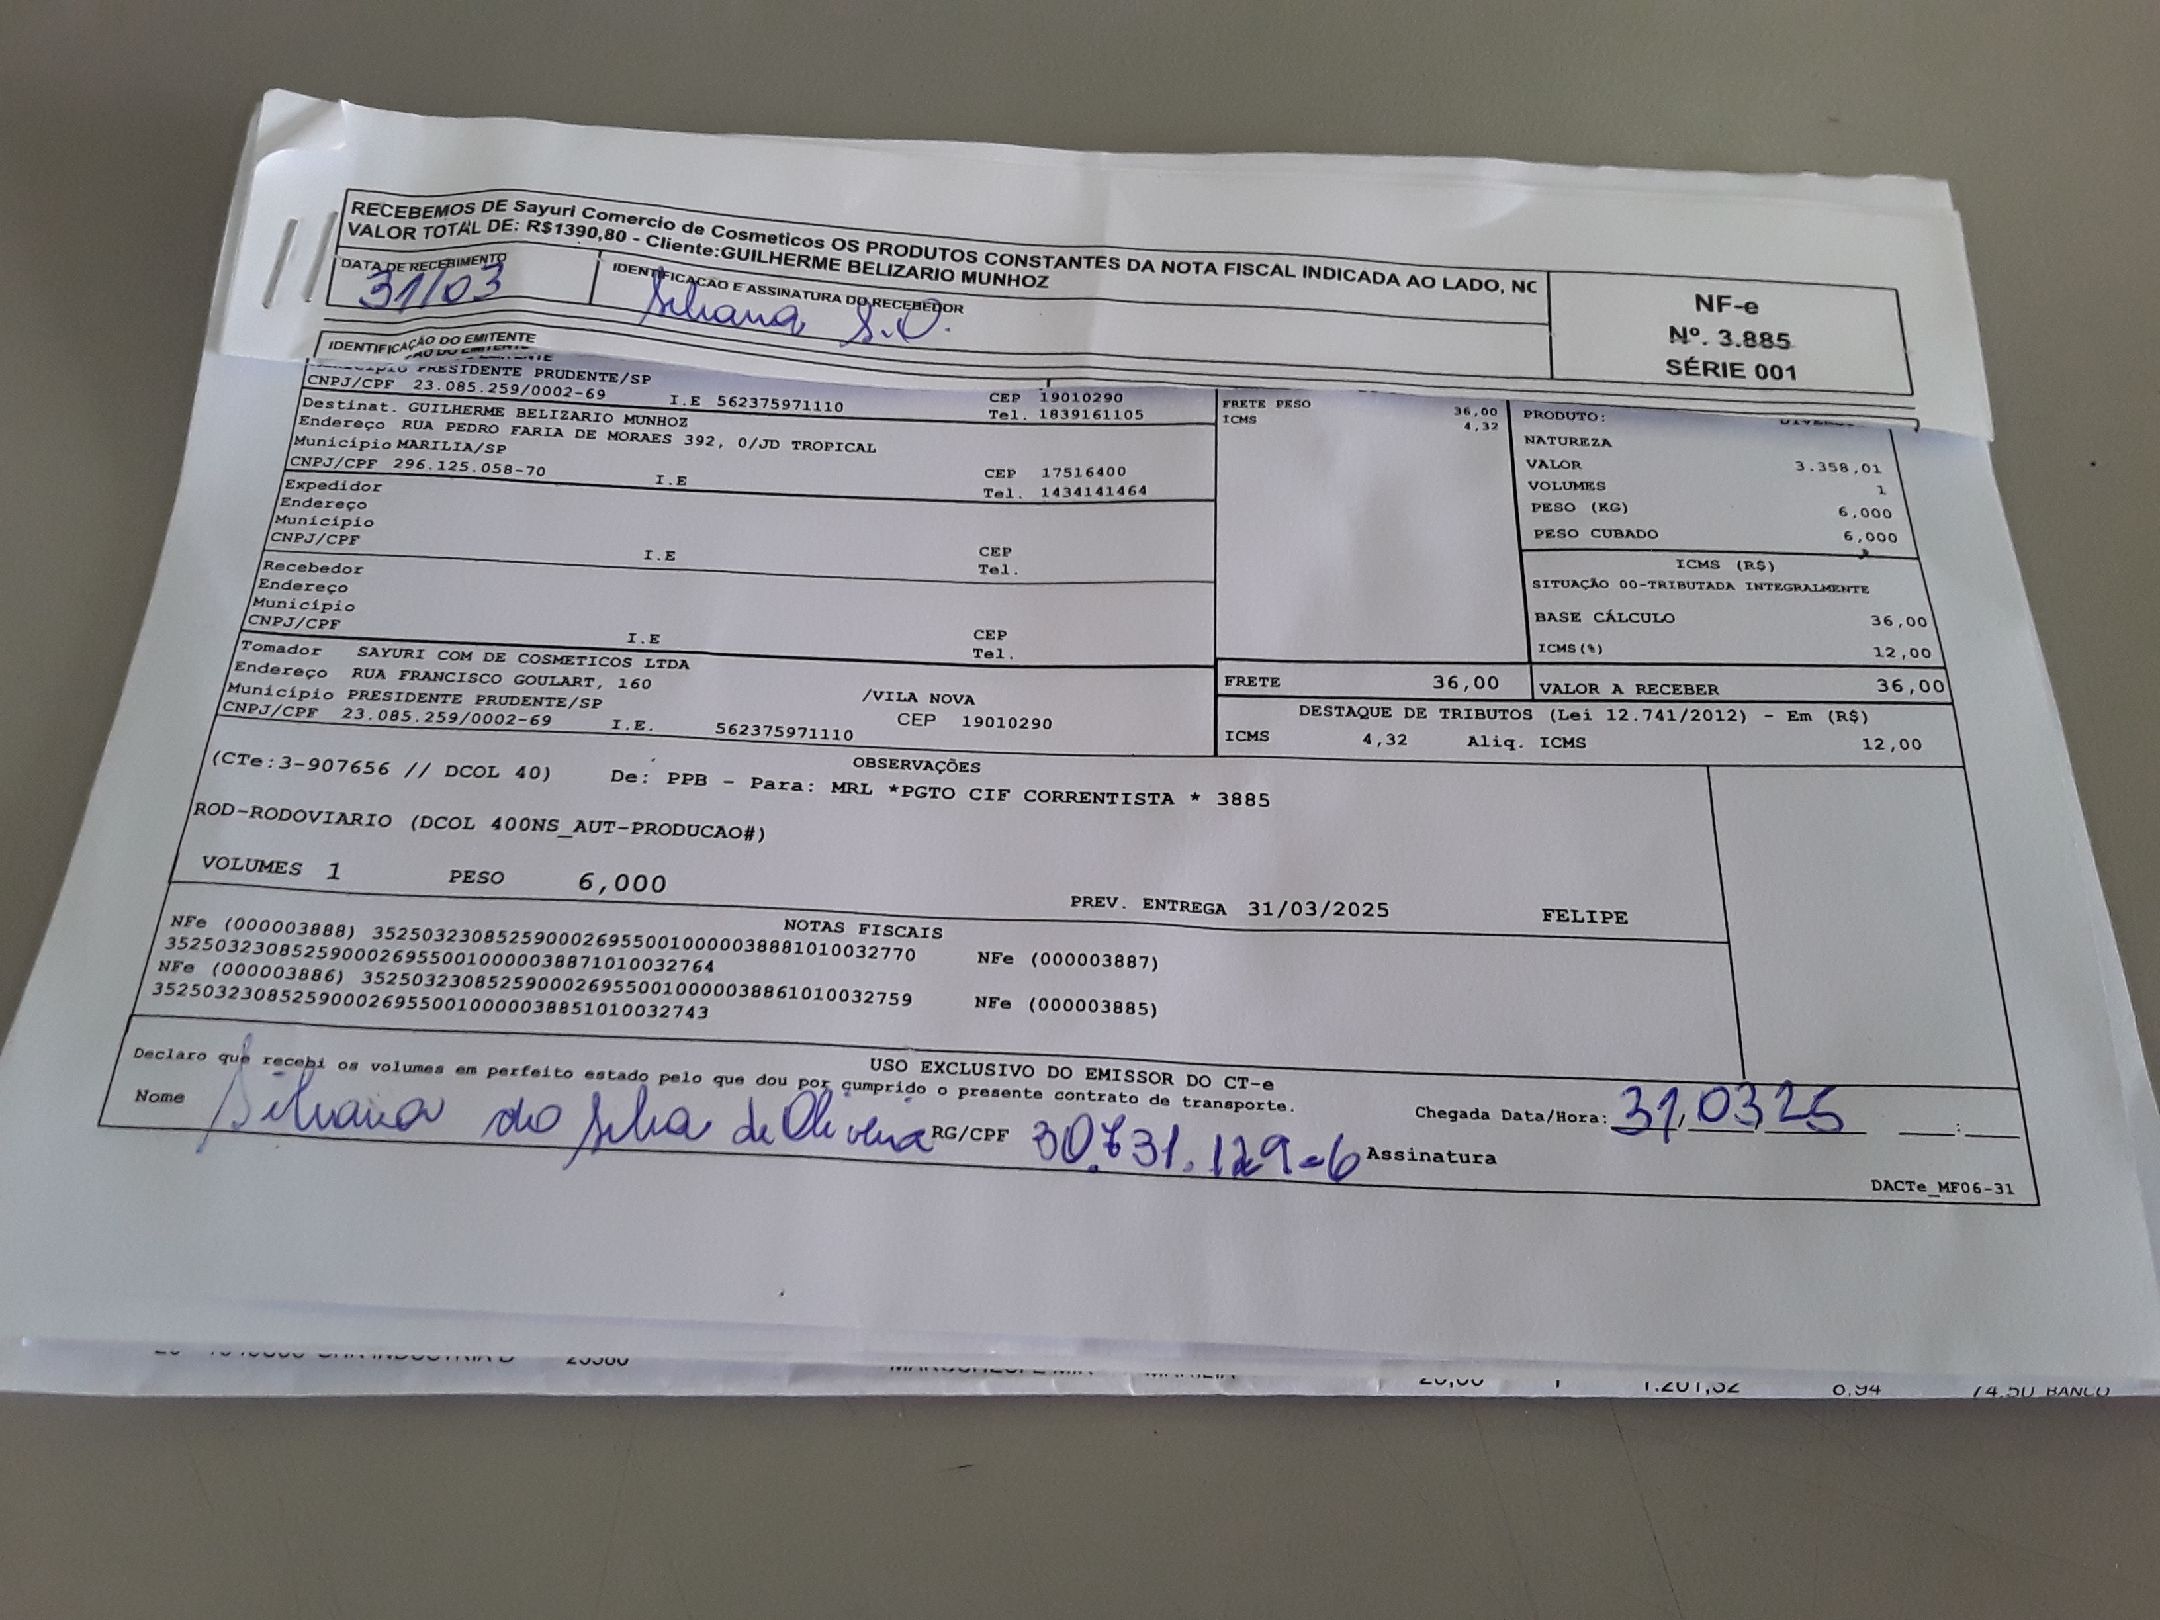 RECEBEMOS DE Sayuri Comercio de Cosmeticos OS PRODUTOS CONSTANTES DA NOTA FISCAL INDICADA AO LADO, NO
VALOR TOTAL DE: R$1390,80 - Cliente:GUILHERME BELIZARIO MUNHOZ
DATA DE RECEBIMENTO
31/03
IDENTIFICAÇÃO E ASSINATURA DO RECEBEDOR
Silvana S.O.
NF-e
Nº. 3.885
SÉRIE 001
IDENTIFICAÇÃO DO EMITENTE
Município PRESIDENTE PRUDENTE/SP CEP 19010290
CNPJ/CPF 23.085.259/0002-69 I.E 562375971110 Tel. 1839161105
Destinat. GUILHERME BELIZARIO MUNHOZ
Endereço RUA PEDRO FARIA DE MORAES 392, 0/JD TROPICAL
Município MARILIA/SP CEP 17516400
CNPJ/CPF 296.125.058-70 I.E Tel. 1434141464
Expedidor
Endereço
Município CEP
CNPJ/CPF I.E Tel.
Recebedor
Endereço
Município CEP
CNPJ/CPF I.E Tel.
Tomador SAYURI COM DE COSMETICOS LTDA
Endereço RUA FRANCISCO GOULART, 160 /VILA NOVA
Município PRESIDENTE PRUDENTE/SP CEP 19010290
CNPJ/CPF 23.085.259/0002-69 I.E. 562375971110
FRETE PESO 36,00
ICMS 4,32
PRODUTO:
NATUREZA
VALOR 3.358,01
VOLUMES 1
PESO (KG) 6,000
PESO CUBADO 6,000
ICMS (R$)
SITUAÇÃO 00-TRIBUTADA INTEGRALMENTE
BASE CÁLCULO 36,00
ICMS(%) 12,00
FRETE 36,00 VALOR A RECEBER 36,00
DESTAQUE DE TRIBUTOS (Lei 12.741/2012) - Em (R$)
ICMS 4,32 Aliq. ICMS 12,00
OBSERVAÇÕES
(CTe:3-907656 // DCOL 40) De: PPB - Para: MRL *PGTO CIF CORRENTISTA * 3885
ROD-RODOVIARIO (DCOL 400NS_AUT-PRODUCAO#)
VOLUMES 1 PESO 6,000 PREV. ENTREGA 31/03/2025 FELIPE
NOTAS FISCAIS
NFe (000003888) 35250323085259000269550010000038881010032770 NFe (000003887)
35250323085259000269550010000038871010032764
NFe (000003886) 35250323085259000269550010000038861010032759 NFe (000003885)
35250323085259000269550010000038851010032743
USO EXCLUSIVO DO EMISSOR DO CT-e
Declaro que recebi os volumes em perfeito estado pelo que dou por cumprido o presente contrato de transporte.
Chegada Data/Hora: 31/03/25 __:__
Nome Silvana da Silva de Oliveira RG/CPF 30.731.129-6 Assinatura
DACTe_MF06-31